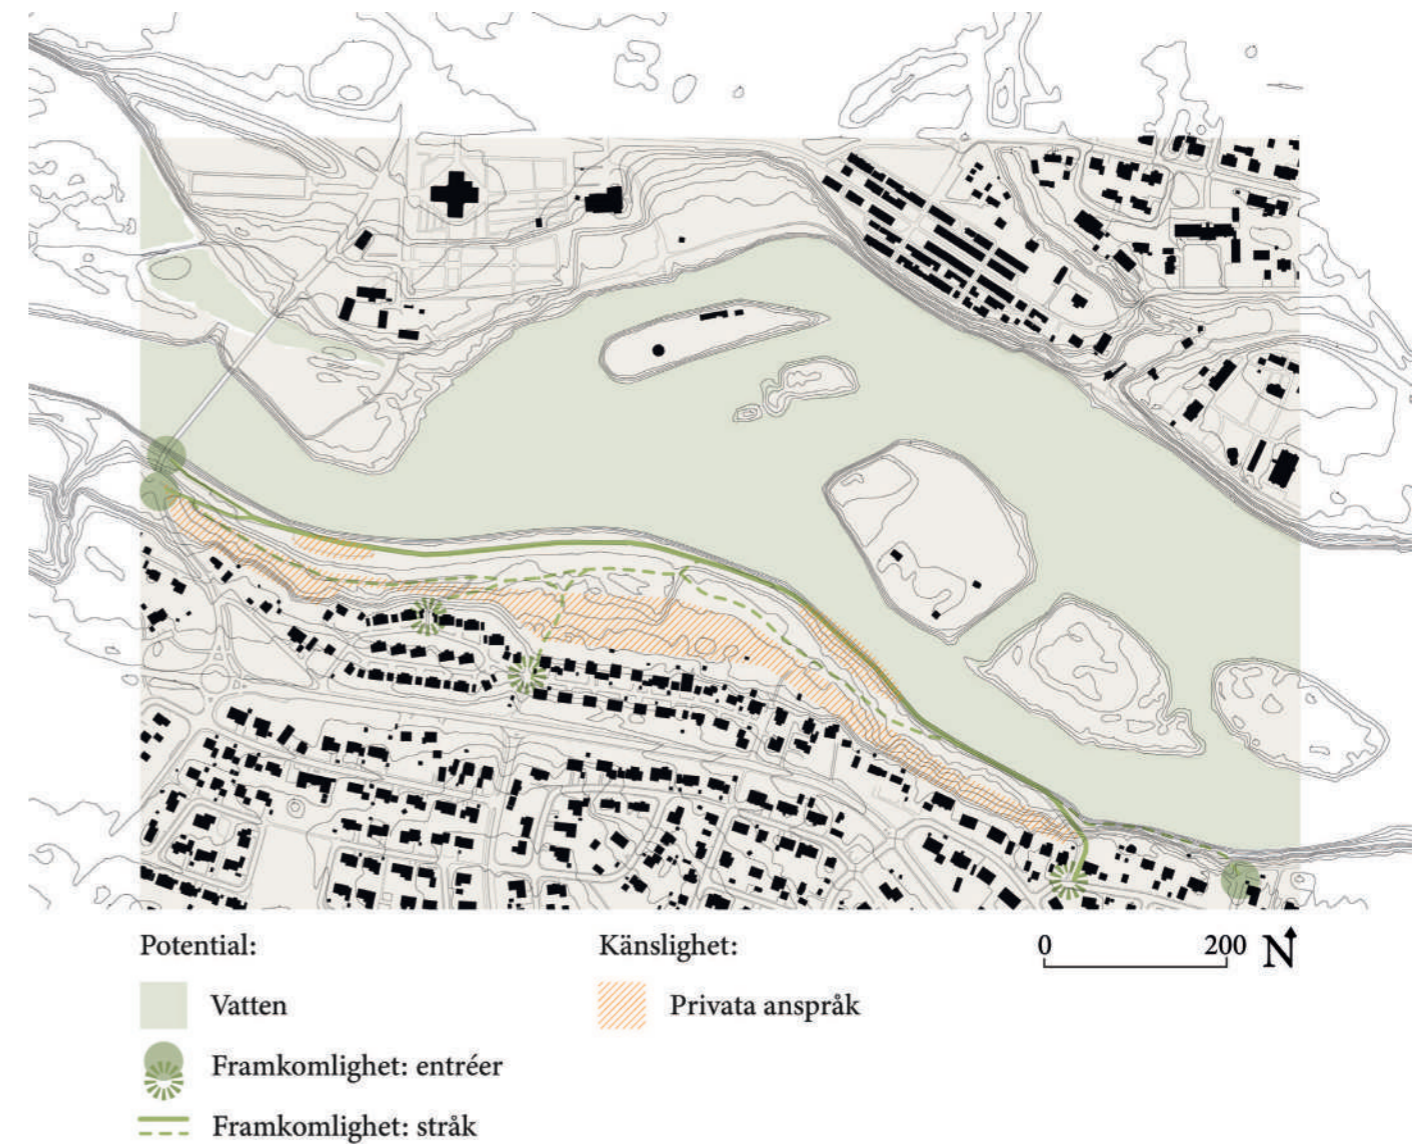 Potential:
Vatten
Framkomlighet: entréer
Framkomlighet: stråk
Känslighet:
Privata anspråk
0 200 N